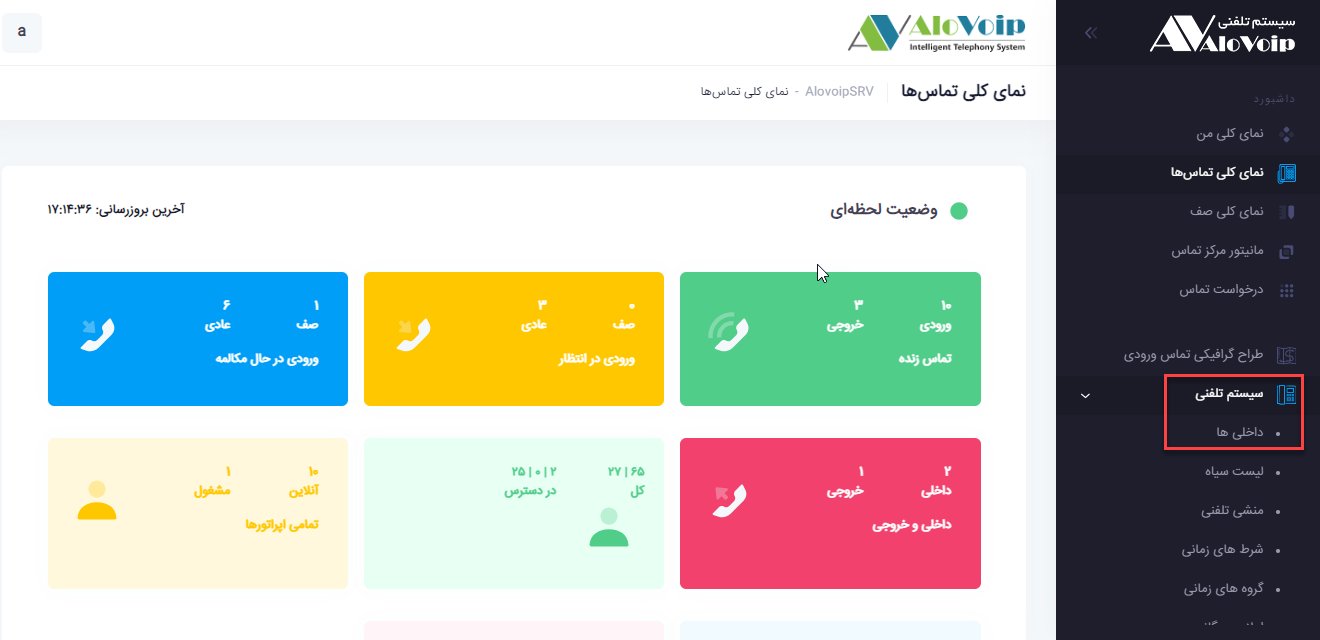 سیستم تلفنی
AloVoip
داشبورد
نمای کلی من
نمای کلی تماس‌ها
نمای کلی صف
مانیتور مرکز تماس
درخواست تماس
طراح گرافیکی تماس ورودی
سیستم تلفنی
داخلی ها
لیست سیاه
منشی تلفنی
شرط های زمانی
گروه های زمانی
AloVoip
Intelligent Telephony System
a
نمای کلی تماس‌ها
AlovoipSRV - نمای کلی تماس‌ها
وضعیت لحظه‌ای
آخرین بروزرسانی: ۱۷:۱۴:۳۶
۱۰ ۳
ورودی خروجی
تماس زنده
۰ ۳
صف عادی
ورودی در انتظار
۱ ۶
صف عادی
ورودی در حال مکالمه
۲ ۱
داخلی خروجی
داخلی و خروجی
۶۵ | ۲۷ ۲ | ۰ | ۲۵
کل در دسترس
۱۰ ۱
آنلاین مشغول
تمامی اپراتورها